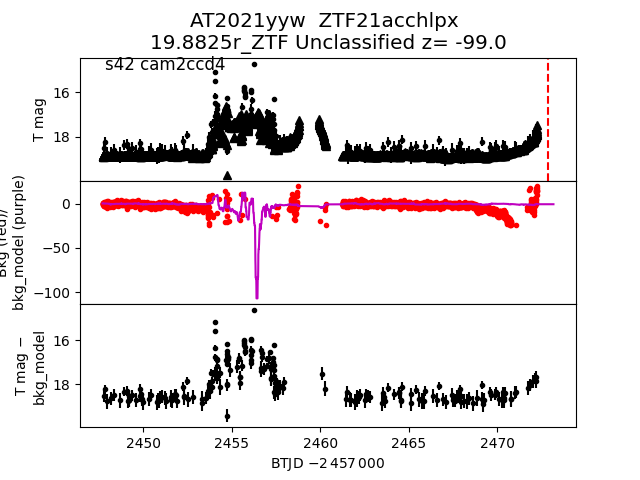 AT2021yyw  ZTF21acchlpx
19.8825r_ZTF Unclassified z= -99.0
s42 cam2ccd4
T mag
16
18
Bkg (red)/
bkg_model (purple)
0
−50
−100
T mag −
bkg_model
16
18
2450
2455
2460
2465
2470
BTJD −2 457 000